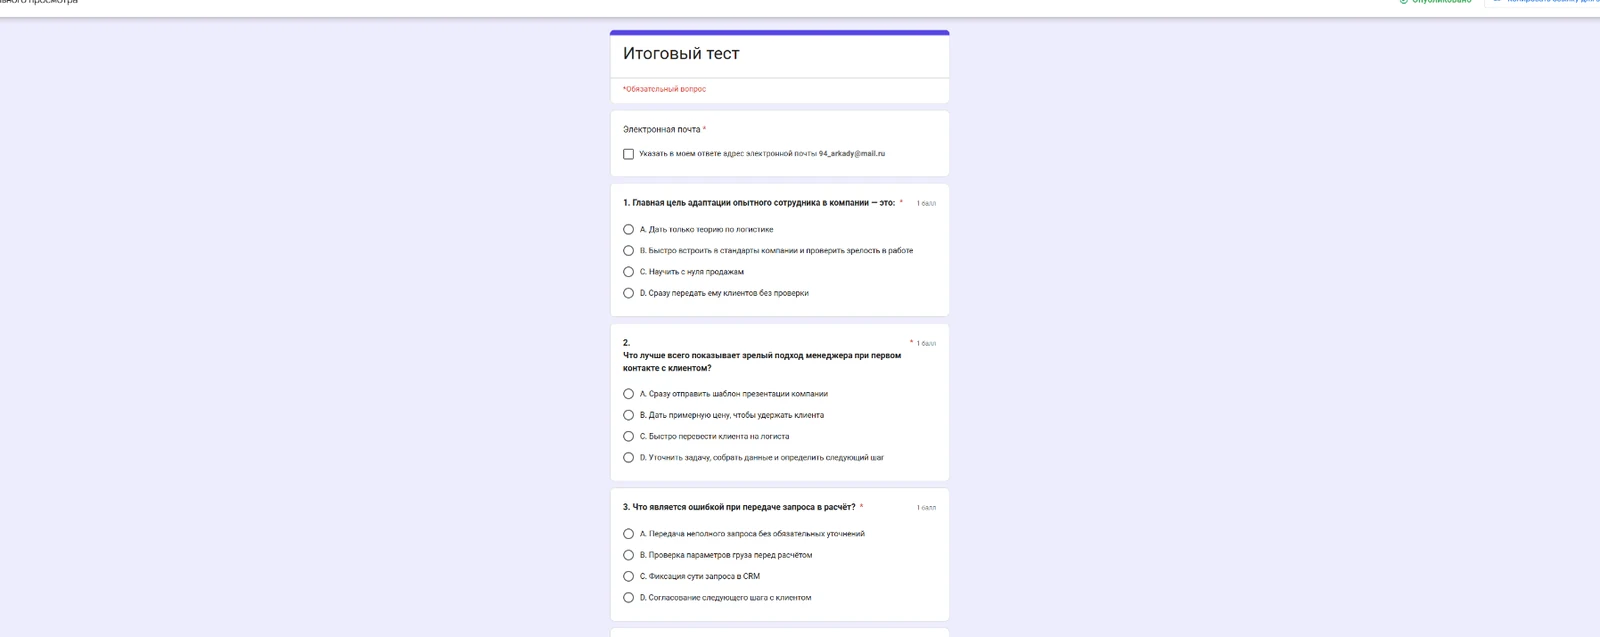 Опубликовано
Итоговый тест
*Обязательный вопрос
Электронная почта *
Указать в моем ответе адрес электронной почты 94_arkady@mail.ru
1. Главная цель адаптации опытного сотрудника в компании — это: * 1 балл
A. Дать только теорию по логистике
B. Быстро встроить в стандарты компании и проверить зрелость в работе
C. Научить с нуля продажам
D. Сразу передать ему клиентов без проверки
2. * 1 балл
Что лучше всего показывает зрелый подход менеджера при первом
контакте с клиентом?
A. Сразу отправить шаблон презентации компании
B. Дать примерную цену, чтобы удержать клиента
C. Быстро перевести клиента на логиста
D. Уточнить задачу, собрать данные и определить следующий шаг
3. Что является ошибкой при передаче запроса в расчёт? * 1 балл
A. Передача неполного запроса без обязательных уточнений
B. Проверка параметров груза перед расчётом
C. Фиксация сути запроса в CRM
D. Согласование следующего шага с клиентом